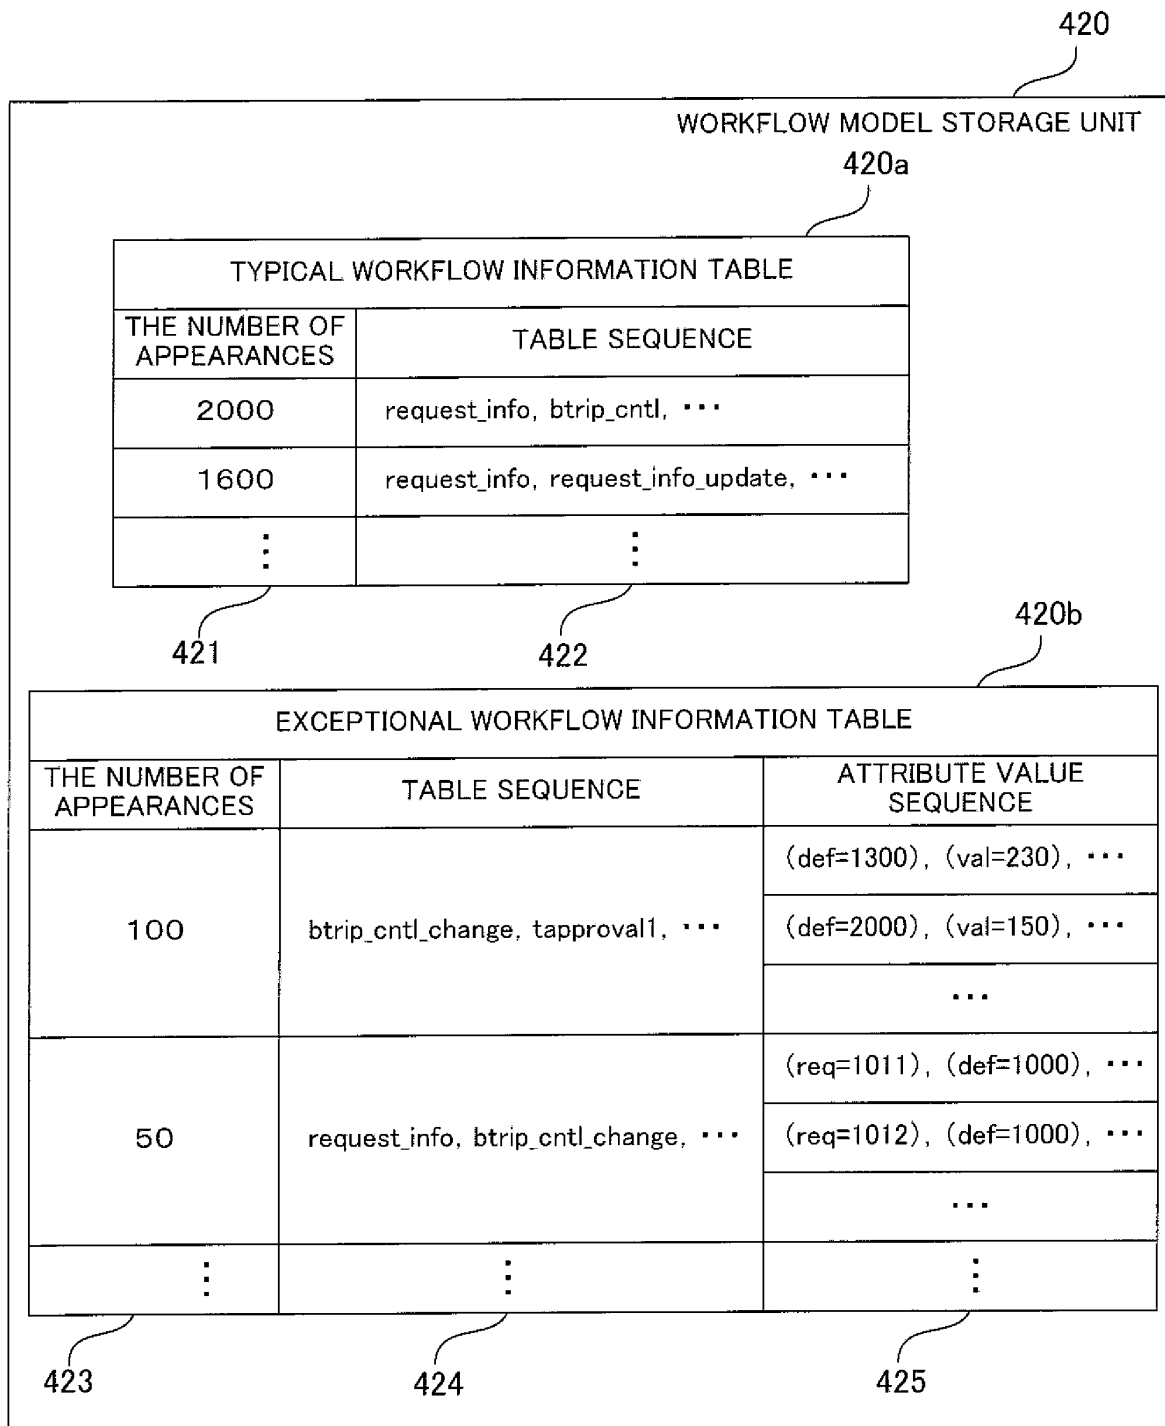 420
WORKFLOW MODEL STORAGE UNIT
420a
TYPICAL WORKFLOW INFORMATION TABLE
THE NUMBER OF
APPEARANCES
TABLE SEQUENCE
2000
request_info, btrip_cntl, ･･･
1600
request_info, request_info_update, ･･･
⋮
⋮
421
422
420b
EXCEPTIONAL WORKFLOW INFORMATION TABLE
THE NUMBER OF
APPEARANCES
TABLE SEQUENCE
ATTRIBUTE VALUE
SEQUENCE
100
btrip_cntl_change, tapproval1, ･･･
(def=1300), (val=230), ･･･
(def=2000), (val=150), ･･･
･･･
50
request_info, btrip_cntl_change, ･･･
(req=1011), (def=1000), ･･･
(req=1012), (def=1000), ･･･
･･･
⋮
⋮
⋮
423
424
425